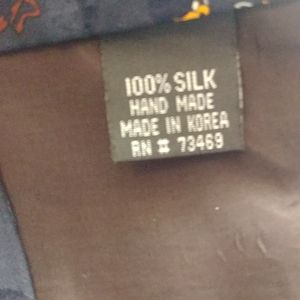 100% SILK
HAND MADE
MADE IN KOREA
RN # 73469